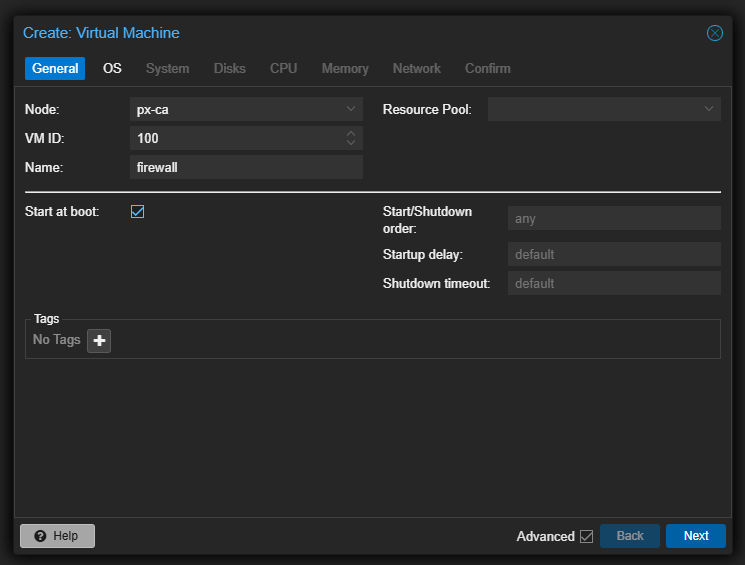 Create: Virtual Machine
General OS System Disks CPU Memory Network Confirm
Node: px-ca Resource Pool:
VM ID: 100
Name: firewall
Start at boot: Start/Shutdown order: any
Startup delay: default
Shutdown timeout: default
Tags
No Tags
Help Advanced Back Next